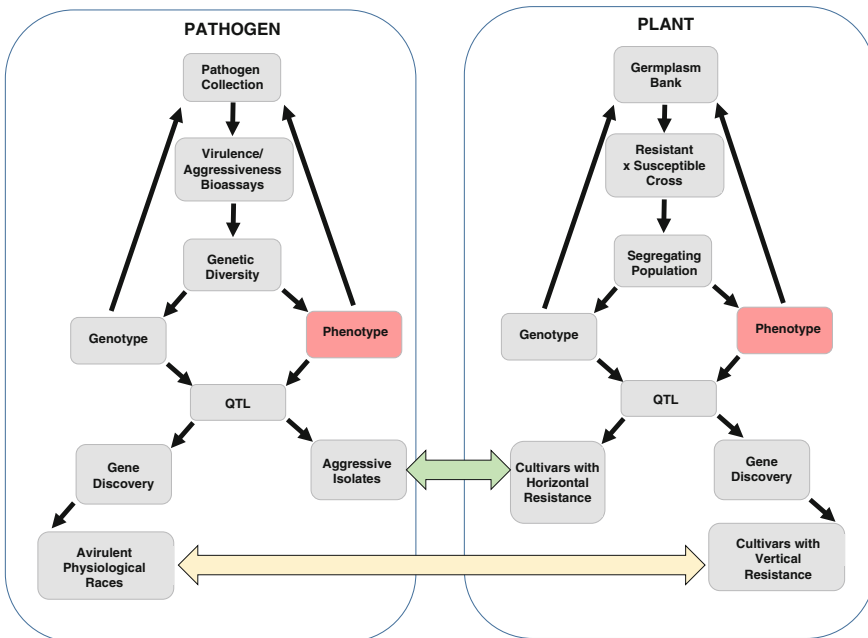 PATHOGEN
Pathogen
Collection
Virulence/
Aggressiveness
Bioassays
Genetic
Diversity
Genotype
Phenotype
QTL
Gene
Discovery
Aggressive
Isolates
Avirulent
Physiological
Races
PLANT
Germplasm
Bank
Resistant
x Susceptible
Cross
Segregating
Population
Genotype
Phenotype
QTL
Cultivars with
Horizontal
Resistance
Gene
Discovery
Cultivars with
Vertical
Resistance